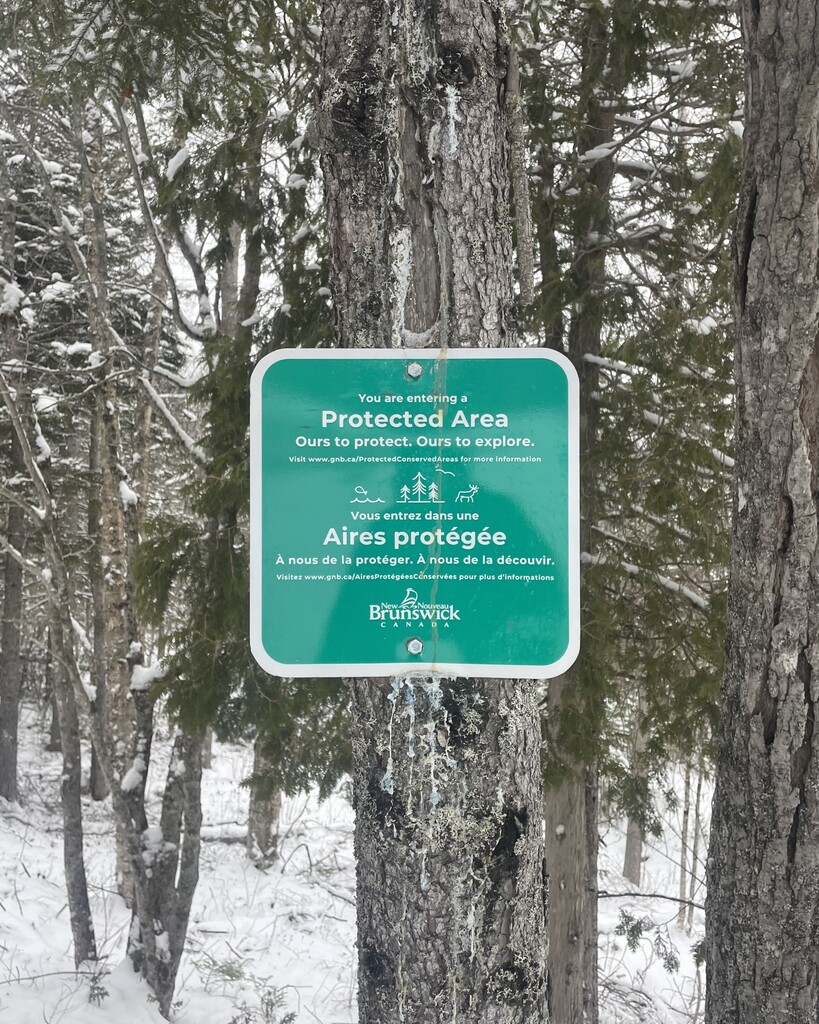 You are entering a
Protected Area
Ours to protect. Ours to explore.
Visit www.gnb.ca/ProtectedConservedAreas for more information
Vous entrez dans une
Aires protégée
À nous de la protéger. À nous de la découvrir.
Visitez www.gnb.ca/AiresProtégéesConservées pour plus d'informations
New Nouveau
Brunswick
CANADA